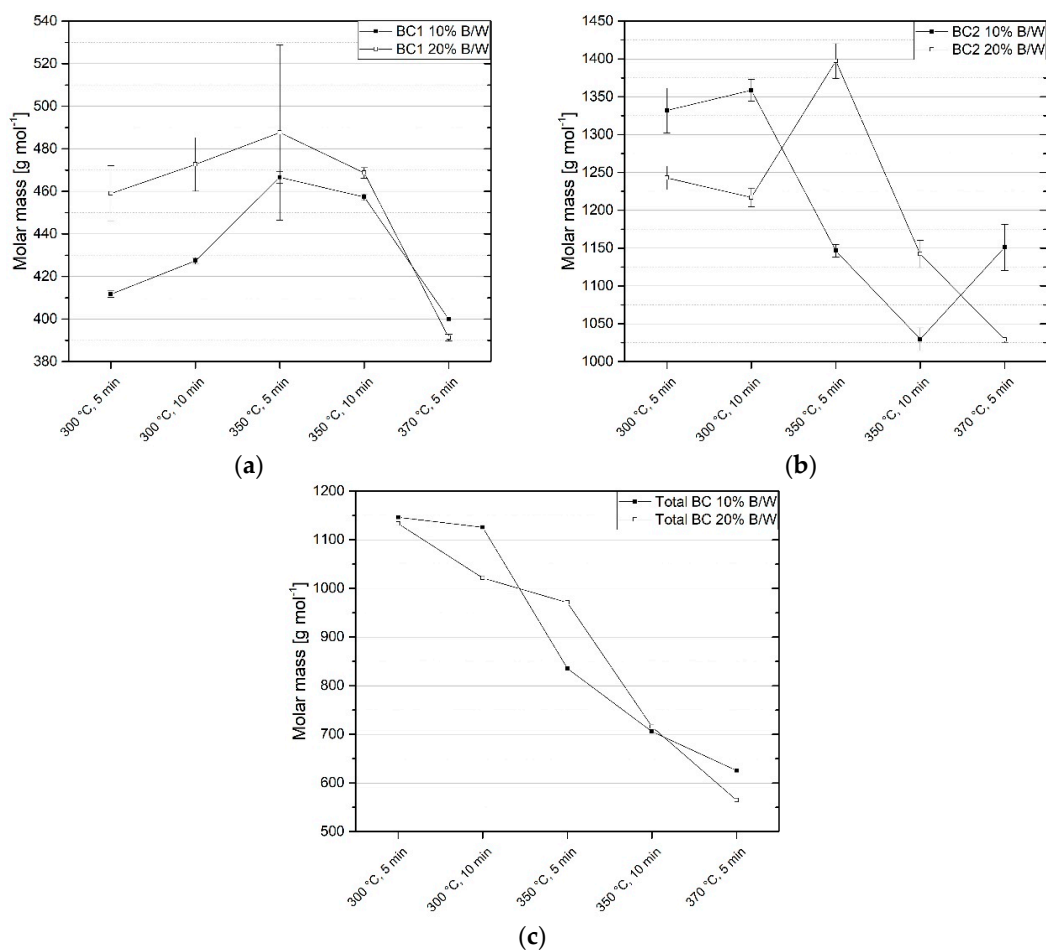 540
520
500
480
460
440
420
400
380
Molar mass [g mol⁻¹]
BC1 10% B/W
BC1 20% B/W
300 °C, 5 min
300 °C, 10 min
350 °C, 5 min
350 °C, 10 min
370 °C, 5 min
(a)
1450
1400
1350
1300
1250
1200
1150
1100
1050
1000
Molar mass [g mol⁻¹]
BC2 10% B/W
BC2 20% B/W
300 °C, 5 min
300 °C, 10 min
350 °C, 5 min
350 °C, 10 min
370 °C, 5 min
(b)
1200
1100
1000
900
800
700
600
500
Molar mass [g mol⁻¹]
Total BC 10% B/W
Total BC 20% B/W
300 °C, 5 min
300 °C, 10 min
350 °C, 5 min
350 °C, 10 min
370 °C, 5 min
(c)